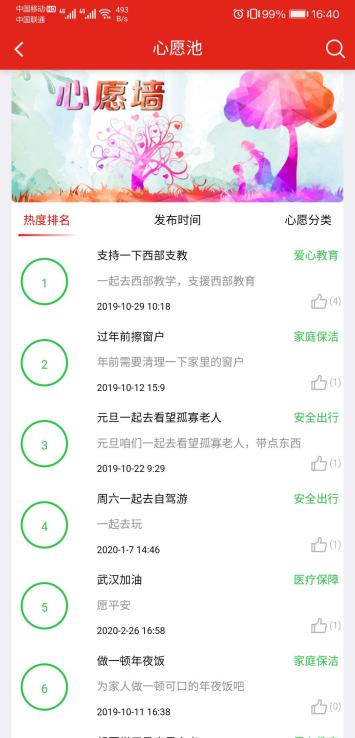 中国移动 HD 4G 4G 493 B/s 99% 16:40
中国联通
心愿池
心愿墙
热度排名 发布时间 心愿分类
支持一下西部支教 爱心教育
1 一起去西部教学，支援西部教育
2019-10-29 10:18 (4)
过年前擦窗户 家庭保洁
2 年前需要清理一下家里的窗户
2019-10-12 15:9 (1)
元旦一起去看望孤寡老人 安全出行
3 元旦咱们一起去看望孤寡老人，带点东西
2019-10-22 9:29 (1)
周六一起去自驾游 安全出行
4 一起去玩
2020-1-7 14:46 (1)
武汉加油 医疗保障
5 愿平安
2020-2-26 16:58 (1)
做一顿年夜饭 家庭保洁
6 为家人做一顿可口的年夜饭吧
2019-10-11 16:38 (0)